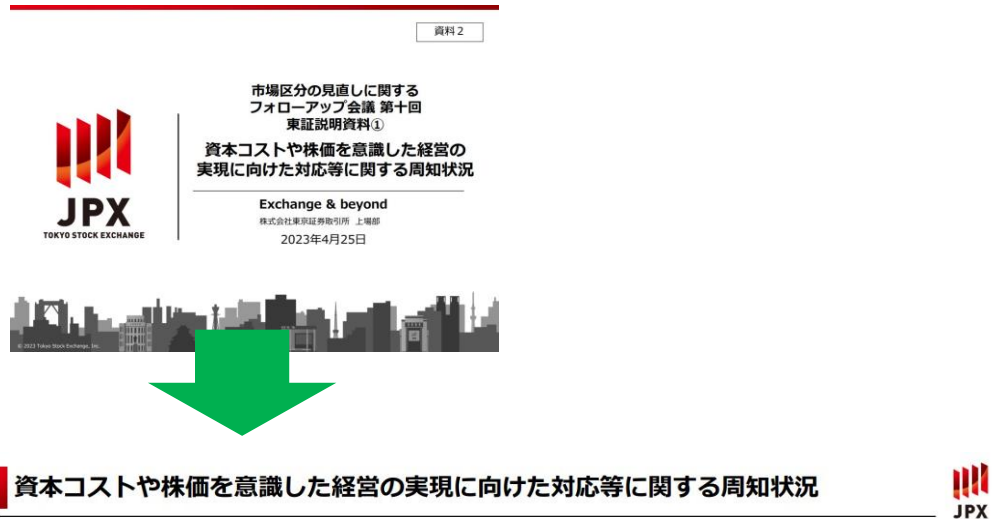 資料２
市場区分の見直しに関する
フォローアップ会議 第十回
東証説明資料①
資本コストや株価を意識した経営の
実現に向けた対応等に関する周知状況
JPX
TOKYO STOCK EXCHANGE
Exchange & beyond
株式会社東京証券取引所 上場部
2023年4月25日
© 2023 Tokyo Stock Exchange, Inc.
資本コストや株価を意識した経営の実現に向けた対応等に関する周知状況
JPX